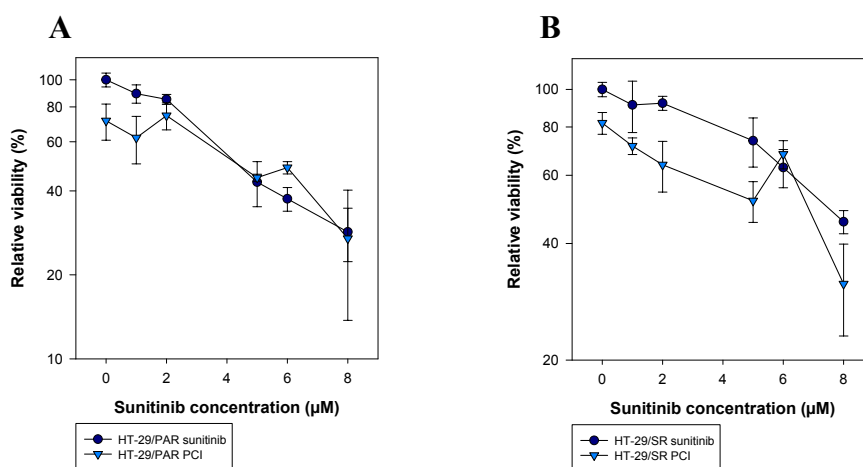 A
Relative viability (%)
100
80
60
40
20
10
0 2 4 6 8
Sunitinib concentration (µM)
HT-29/PAR sunitinib
HT-29/PAR PCI
B
Relative viability (%)
100
80
60
40
20
0 2 4 6 8
Sunitinib concentration (µM)
HT-29/SR sunitinib
HT-29/SR PCI